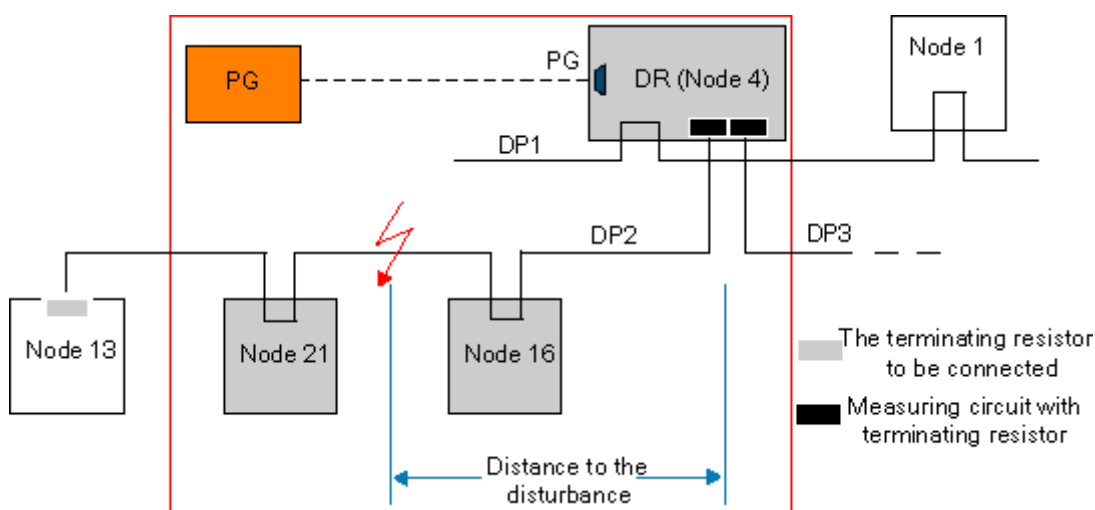 PG
PG
DR (Node 4)
Node 1
DP1
DP2
DP3
Node 13
Node 21
Node 16
The terminating resistor
to be connected
Measuring circuit with
terminating resistor
Distance to the
disturbance